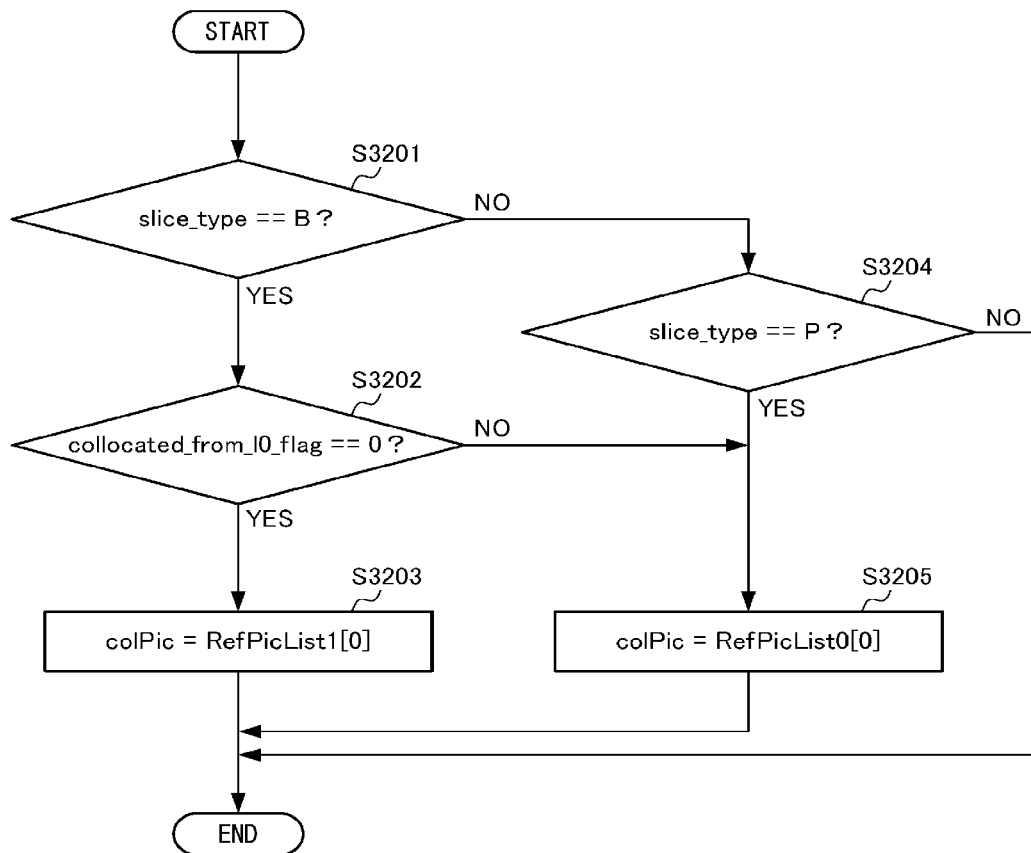 START
S3201
slice_type == B?
NO
YES
S3204
slice_type == P?
NO
YES
S3202
collocated_from_l0_flag == 0?
NO
YES
S3203
colPic = RefPicList1[0]
S3205
colPic = RefPicList0[0]
END